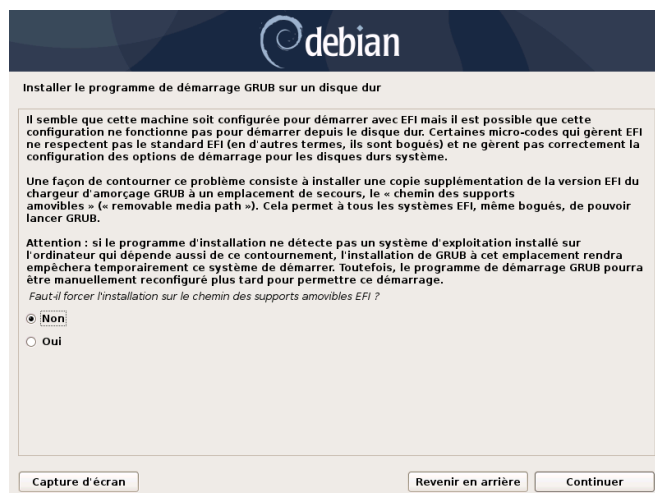 debian
Installer le programme de démarrage GRUB sur un disque dur
Il semble que cette machine soit configurée pour démarrer avec EFI mais il est possible que cette
configuration ne fonctionne pas pour démarrer depuis le disque dur. Certaines micro-codes qui gèrent EFI
ne respectent pas le standard EFI (en d'autres termes, ils sont bogués) et ne gèrent pas correctement la
configuration des options de démarrage pour les disques durs système.
Une façon de contourner ce problème consiste à installer une copie supplémentaire de la version EFI du
chargeur d'amorçage GRUB à un emplacement de secours, le « chemin des supports
amovibles » (« removable media path »). Cela permet à tous les systèmes EFI, même bogués, de pouvoir
lancer GRUB.
Attention : si le programme d'installation ne détecte pas un système d'exploitation installé sur
l'ordinateur qui dépende aussi de ce contournement, l'installation de GRUB à cet emplacement rendra
empêchera temporairement ce système de démarrer. Toutefois, le programme de démarrage GRUB pourra
être manuellement reconfiguré plus tard pour permettre ce démarrage.
Faut-il forcer l'installation sur le chemin des supports amovibles EFI ?
Non
Oui
Capture d'écran
Revenir en arrière
Continuer